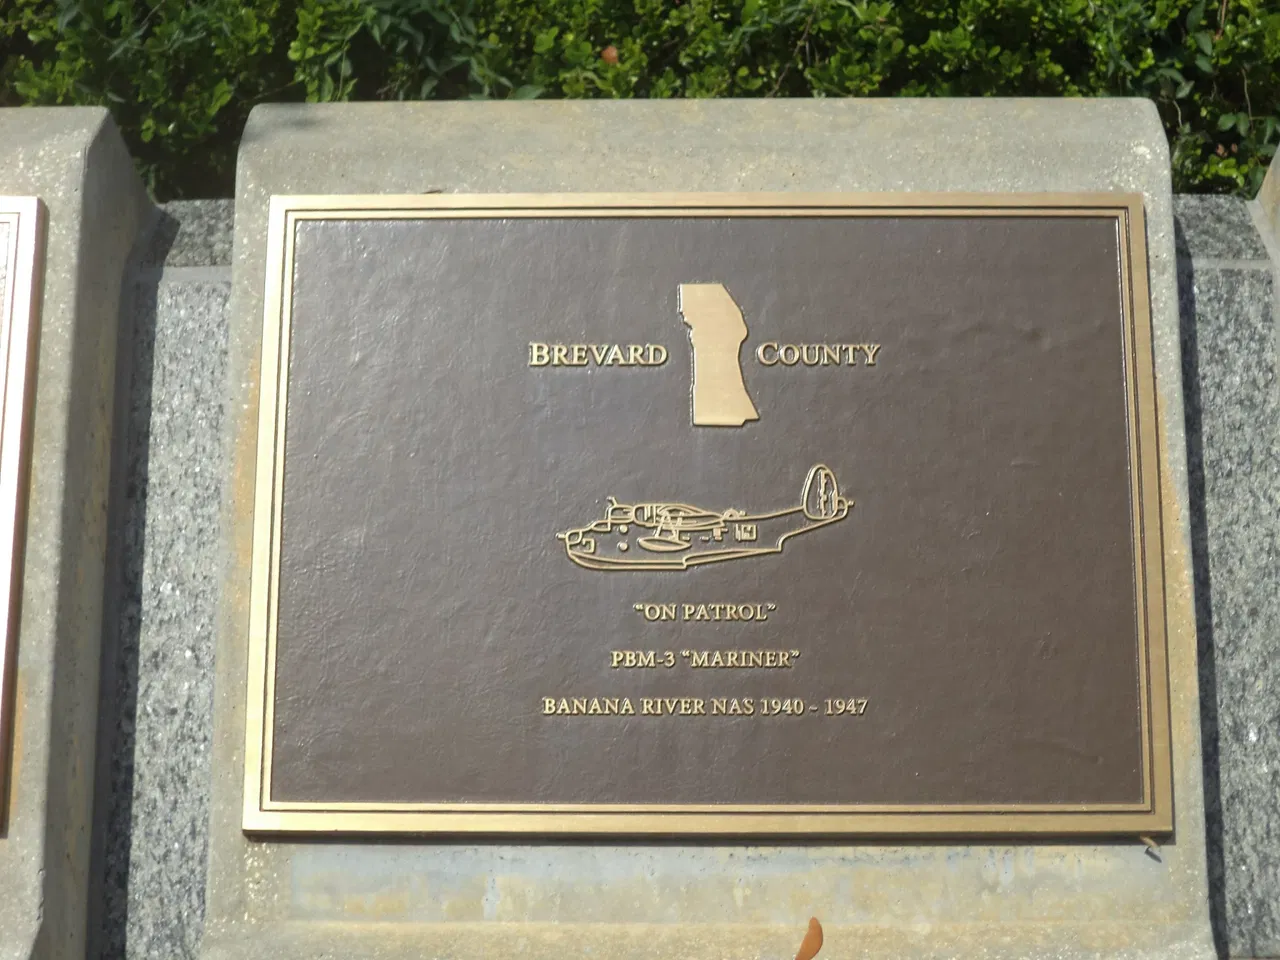 BREVARD COUNTY
“ON PATROL”
PBM-3 “MARINER”
BANANA RIVER NAS 1940 ~ 1947